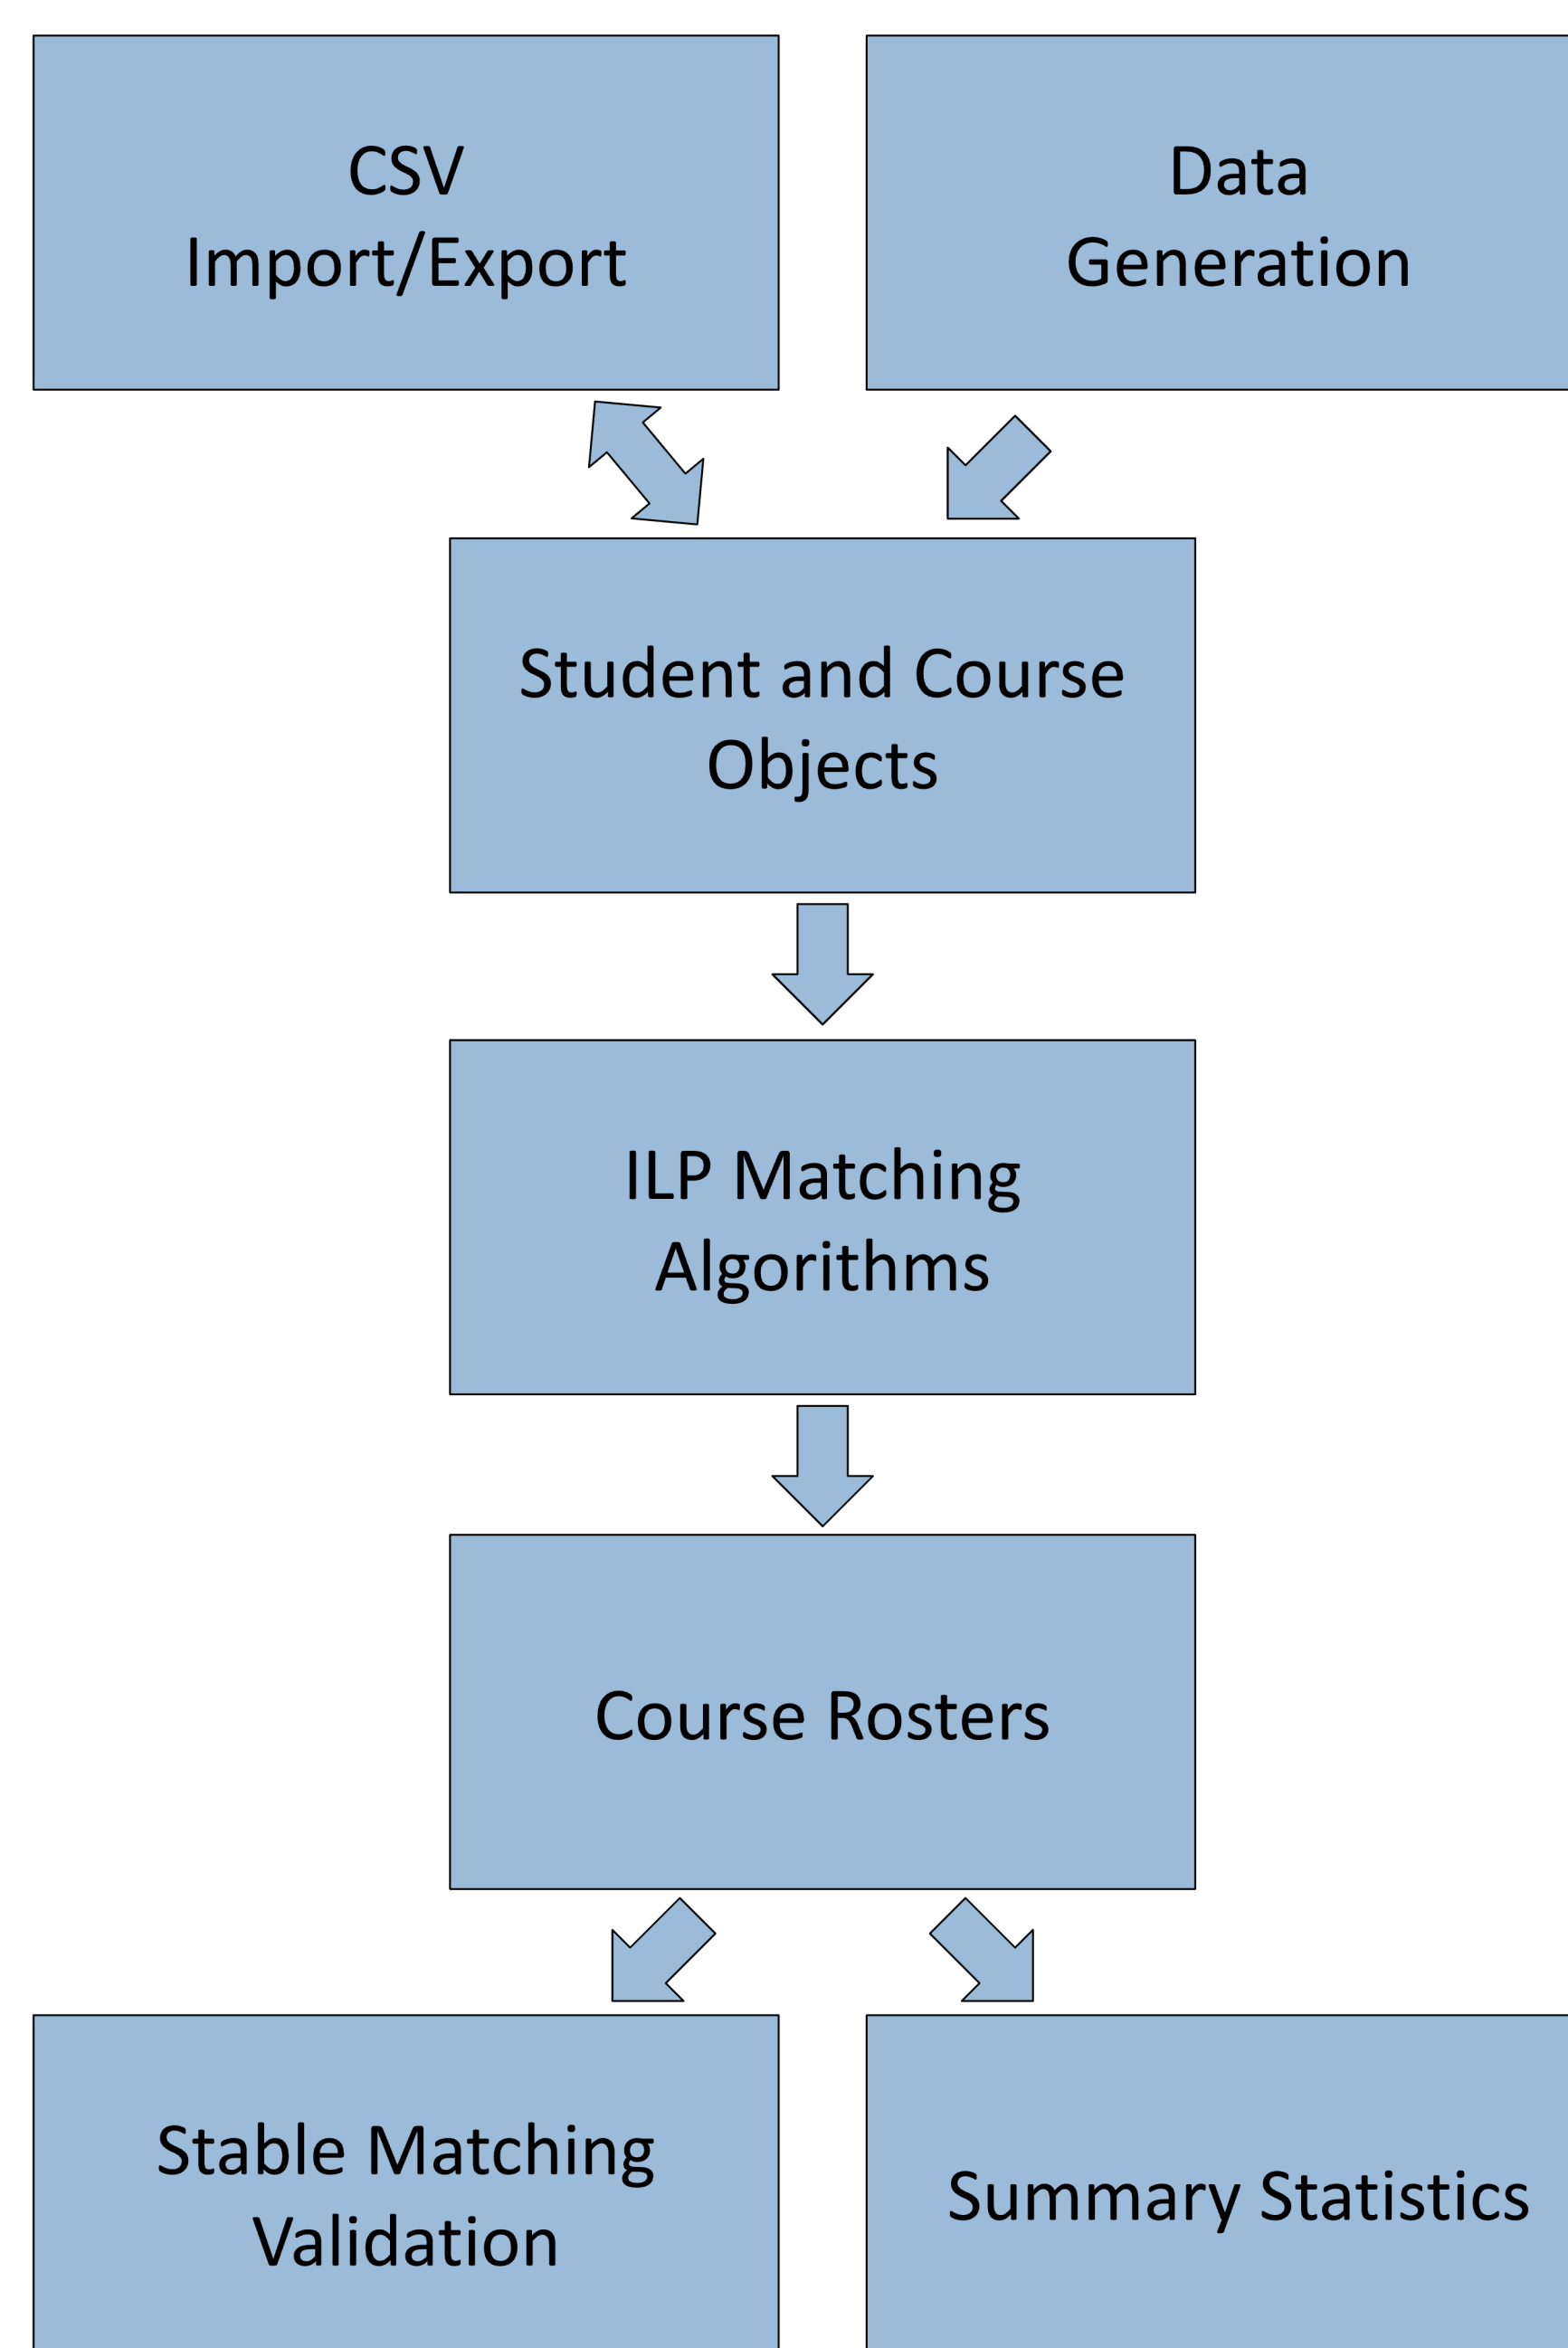 CSV
Import/Export
Data
Generation
Student and Course
Objects
ILP Matching
Algorithms
Course Rosters
Stable Matching
Validation
Summary Statistics